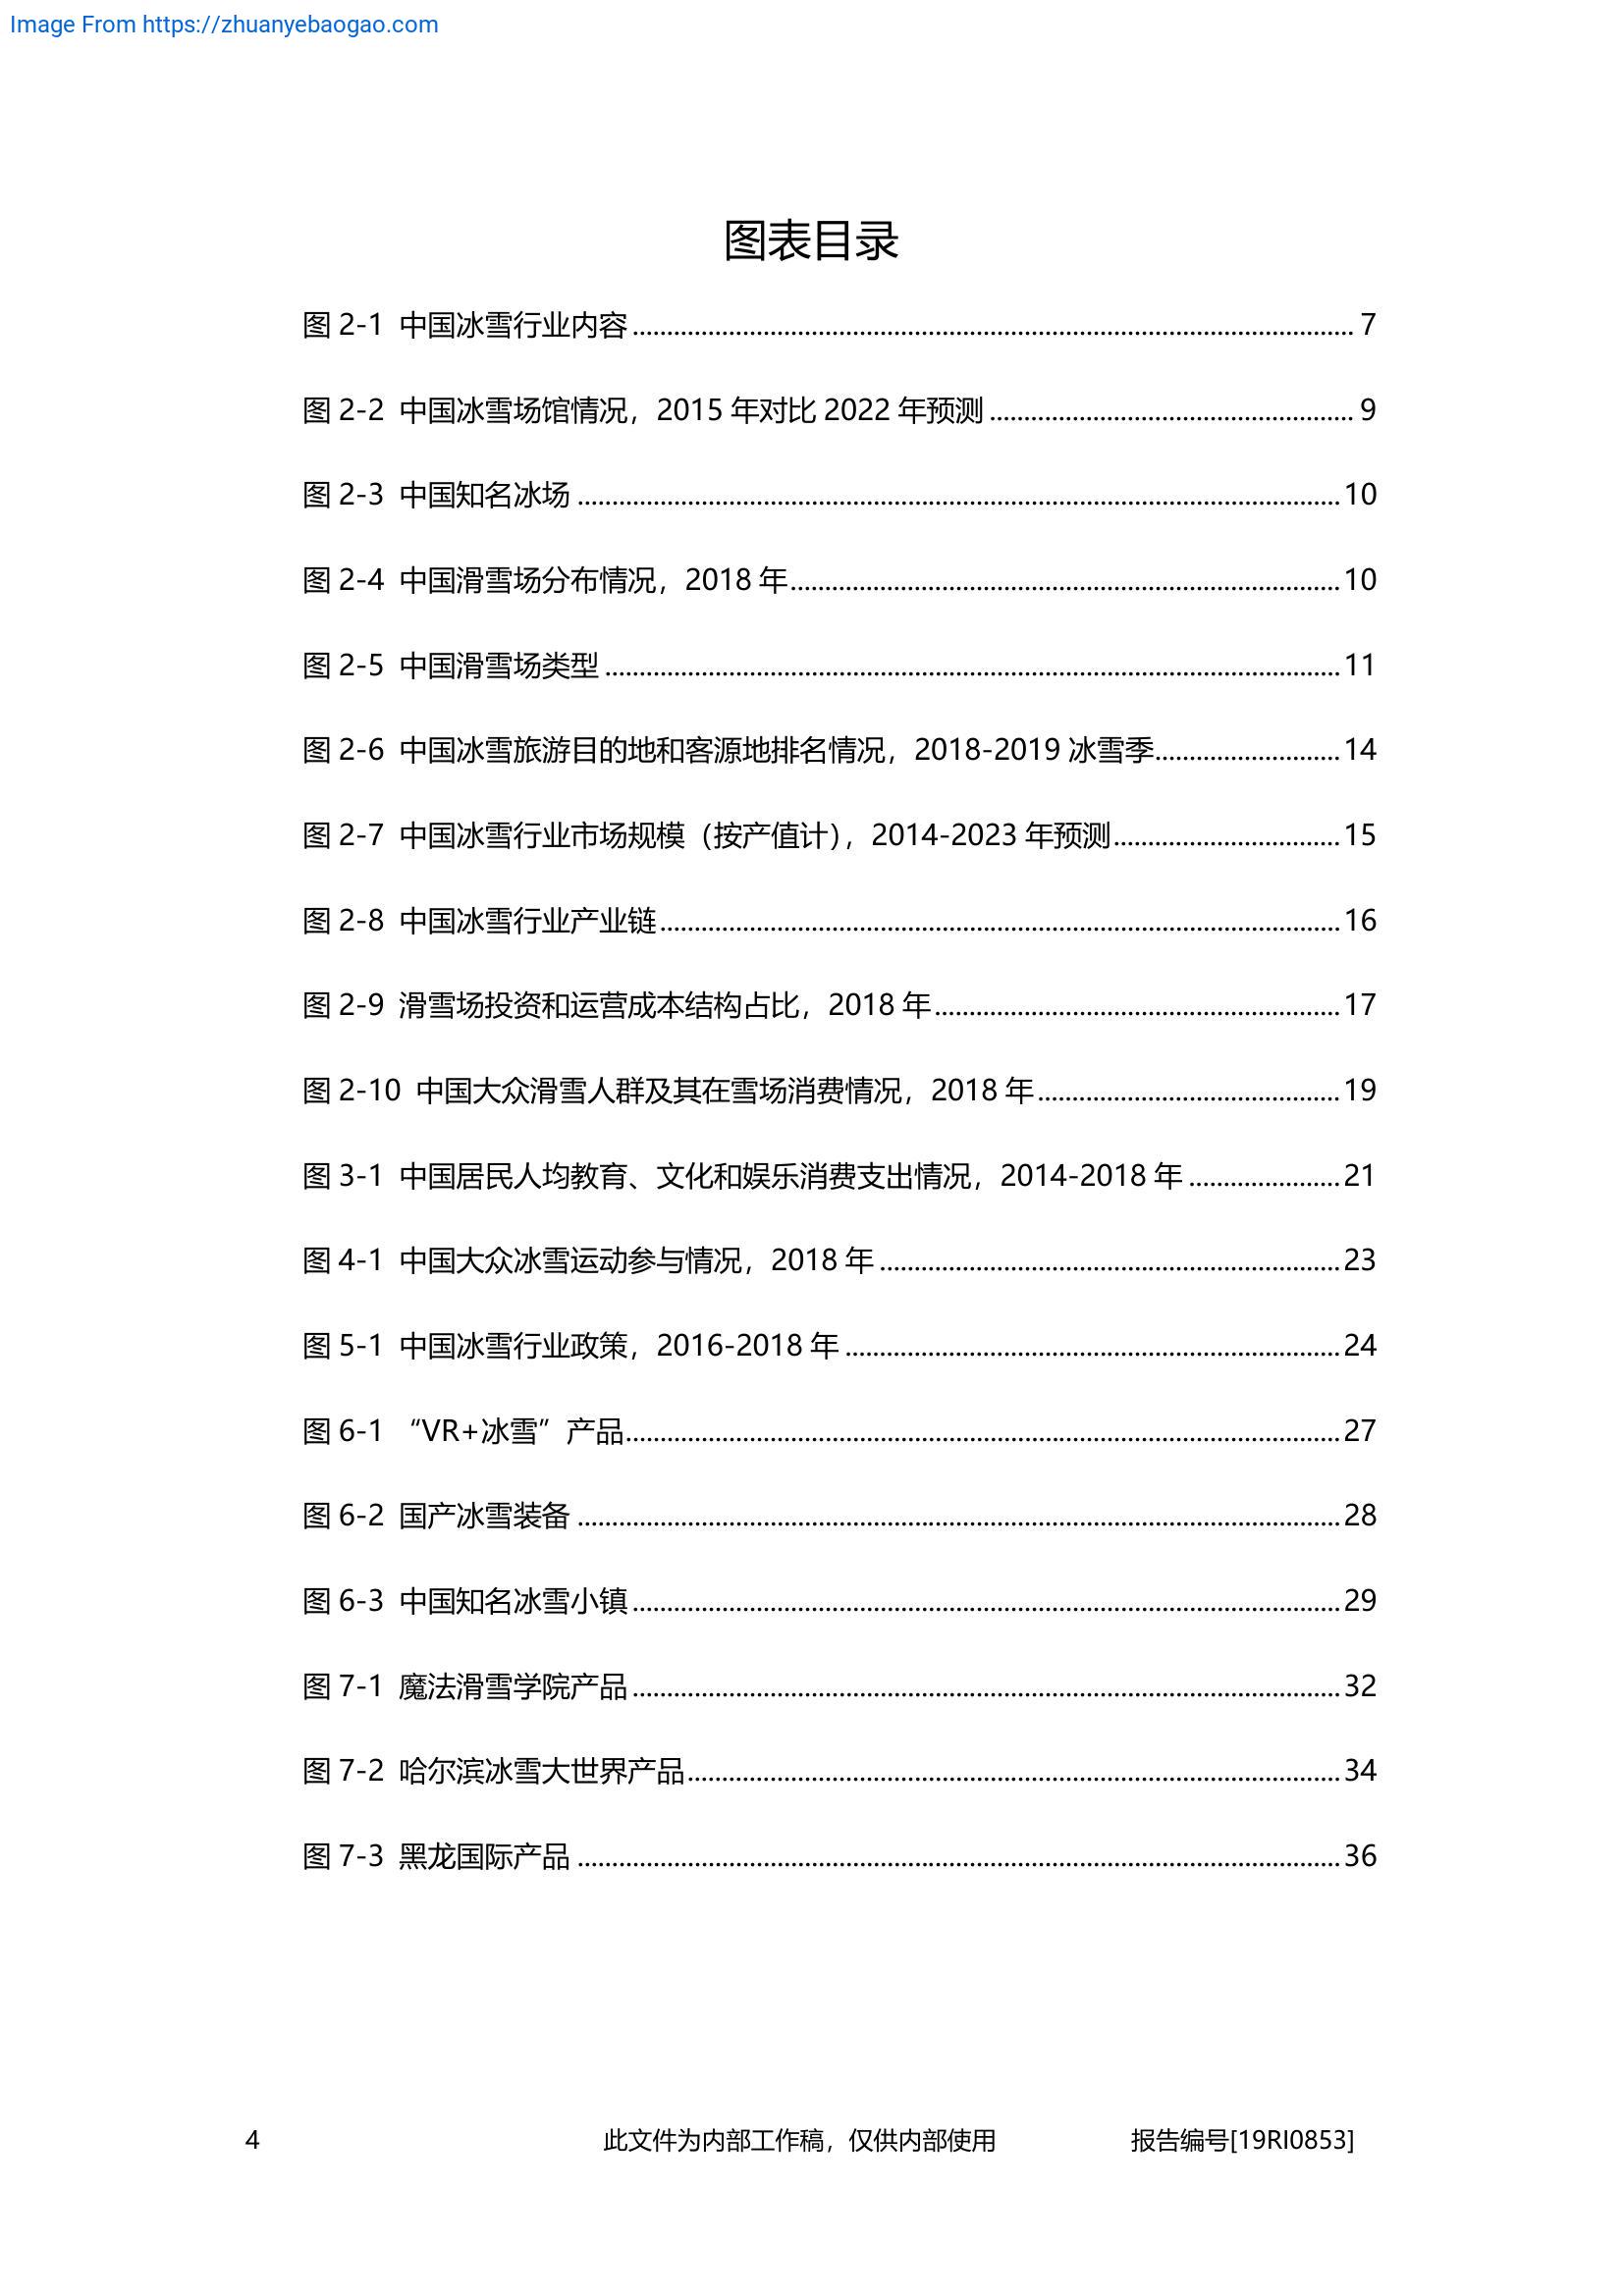 Image From https://zhuanyebaogao.com
图表目录
图 2-1 中国冰雪行业内容 7
图 2-2 中国冰雪场馆情况，2015 年对比 2022 年预测 9
图 2-3 中国知名冰场 10
图 2-4 中国滑雪场分布情况，2018 年 10
图 2-5 中国滑雪场类型 11
图 2-6 中国冰雪旅游目的地和客源地排名情况，2018-2019 冰雪季 14
图 2-7 中国冰雪行业市场规模（按产值计），2014-2023 年预测 15
图 2-8 中国冰雪行业产业链 16
图 2-9 滑雪场投资和运营成本结构占比，2018 年 17
图 2-10 中国大众滑雪人群及其在雪场消费情况，2018 年 19
图 3-1 中国居民人均教育、文化和娱乐消费支出情况，2014-2018 年 21
图 4-1 中国大众冰雪运动参与情况，2018 年 23
图 5-1 中国冰雪行业政策，2016-2018 年 24
图 6-1 “VR+冰雪”产品 27
图 6-2 国产冰雪装备 28
图 6-3 中国知名冰雪小镇 29
图 7-1 魔法滑雪学院产品 32
图 7-2 哈尔滨冰雪大世界产品 34
图 7-3 黑龙国际产品 36
4 此文件为内部工作稿，仅供内部使用 报告编号[19RI0853]